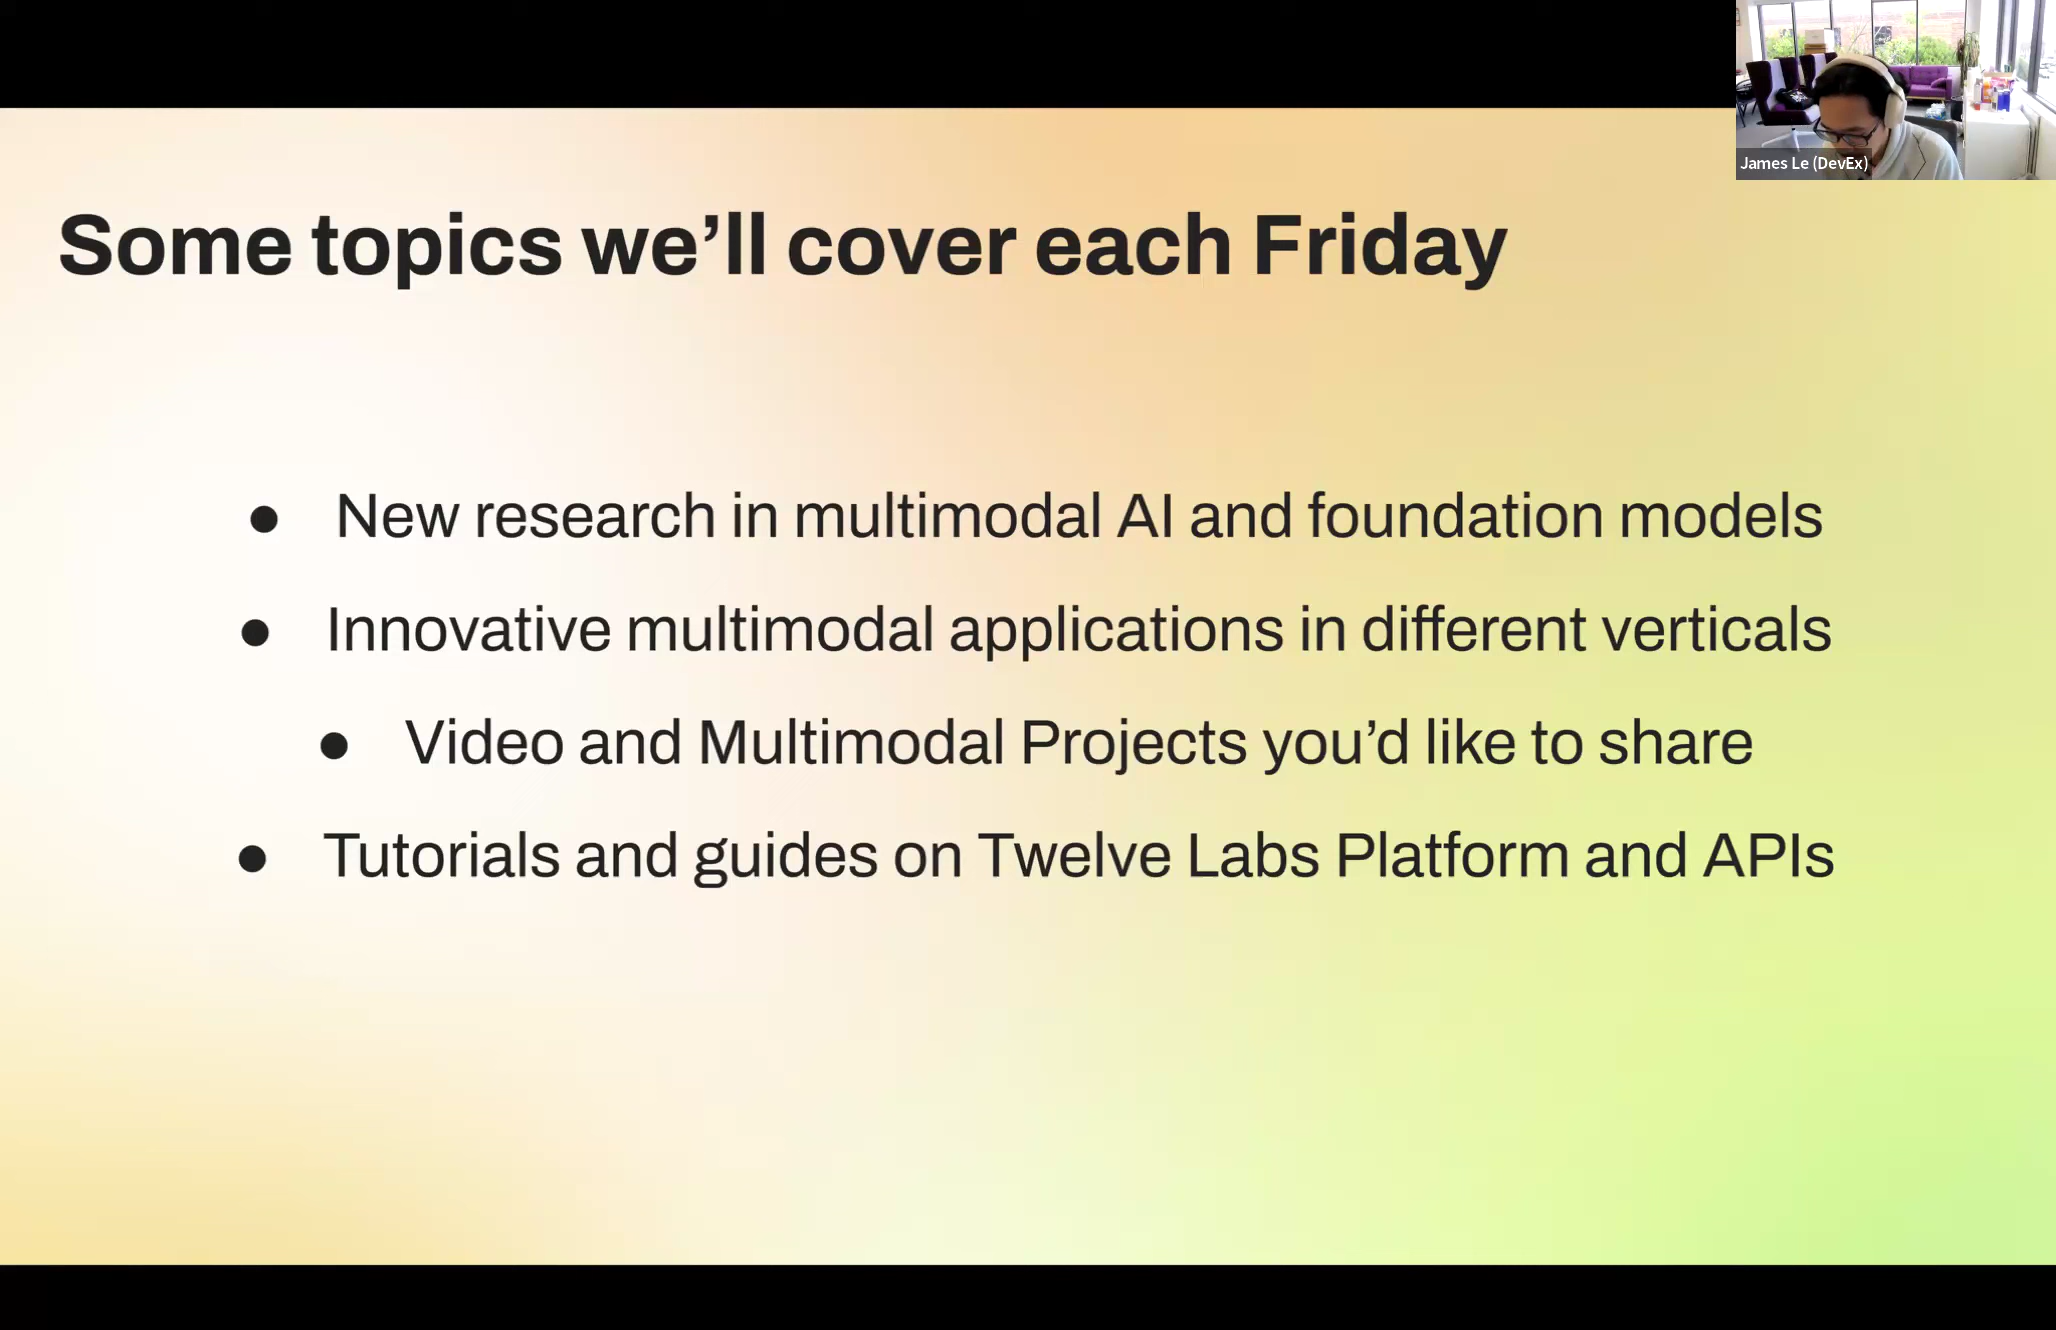 James Le (DevEx)
Some topics we’ll cover each Friday
● New research in multimodal AI and foundation models
● Innovative multimodal applications in different verticals
● Video and Multimodal Projects you’d like to share
● Tutorials and guides on Twelve Labs Platform and APIs